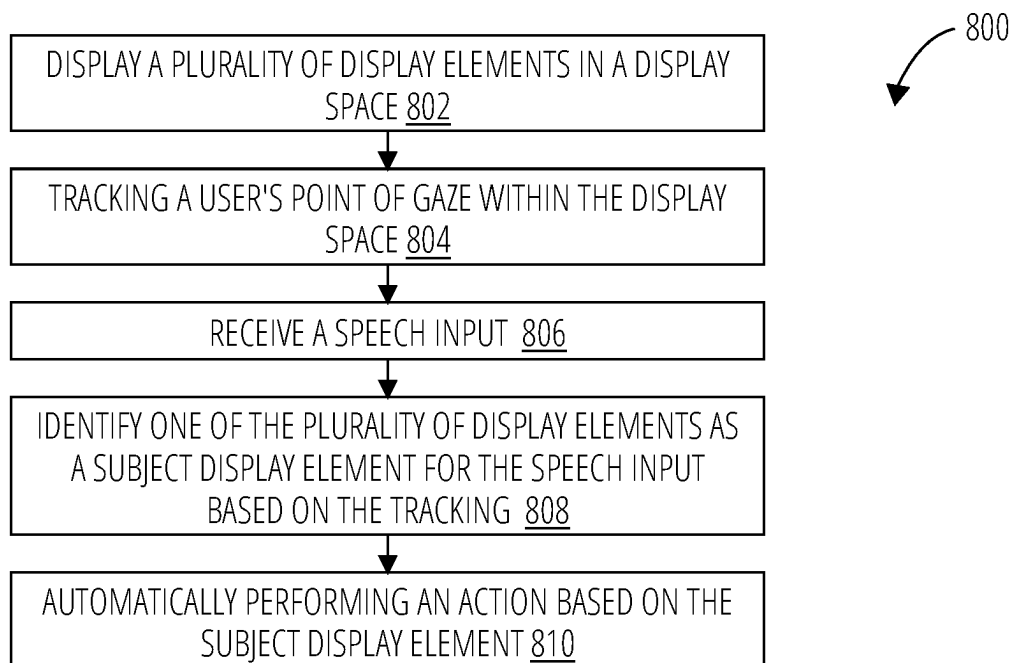 800
DISPLAY A PLURALITY OF DISPLAY ELEMENTS IN A DISPLAY
SPACE 802
TRACKING A USER'S POINT OF GAZE WITHIN THE DISPLAY
SPACE 804
RECEIVE A SPEECH INPUT 806
IDENTIFY ONE OF THE PLURALITY OF DISPLAY ELEMENTS AS
A SUBJECT DISPLAY ELEMENT FOR THE SPEECH INPUT
BASED ON THE TRACKING 808
AUTOMATICALLY PERFORMING AN ACTION BASED ON THE
SUBJECT DISPLAY ELEMENT 810